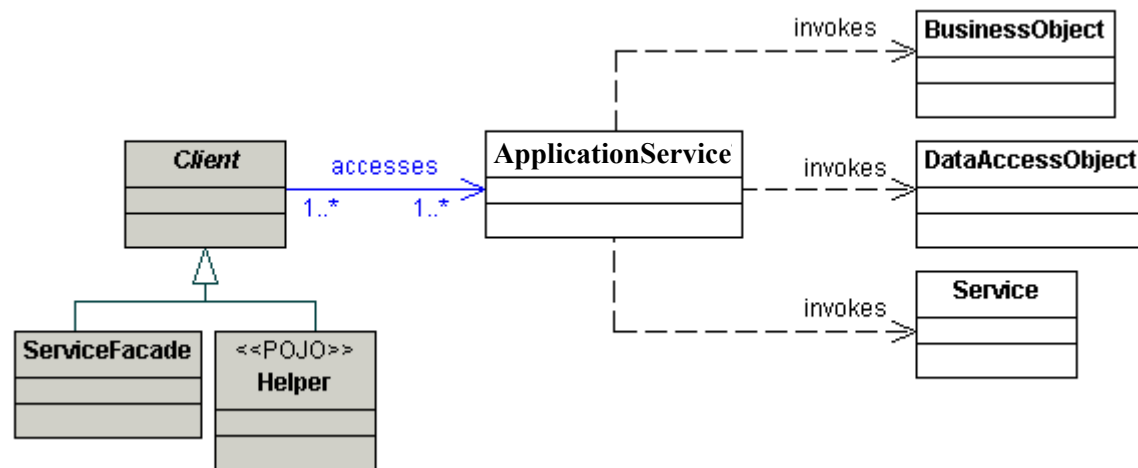 invokes
BusinessObject
Client
accesses
1..*
1..*
ApplicationService
invokes
DataAccessObject
invokes
Service
ServiceFacade
<<POJO>>
Helper